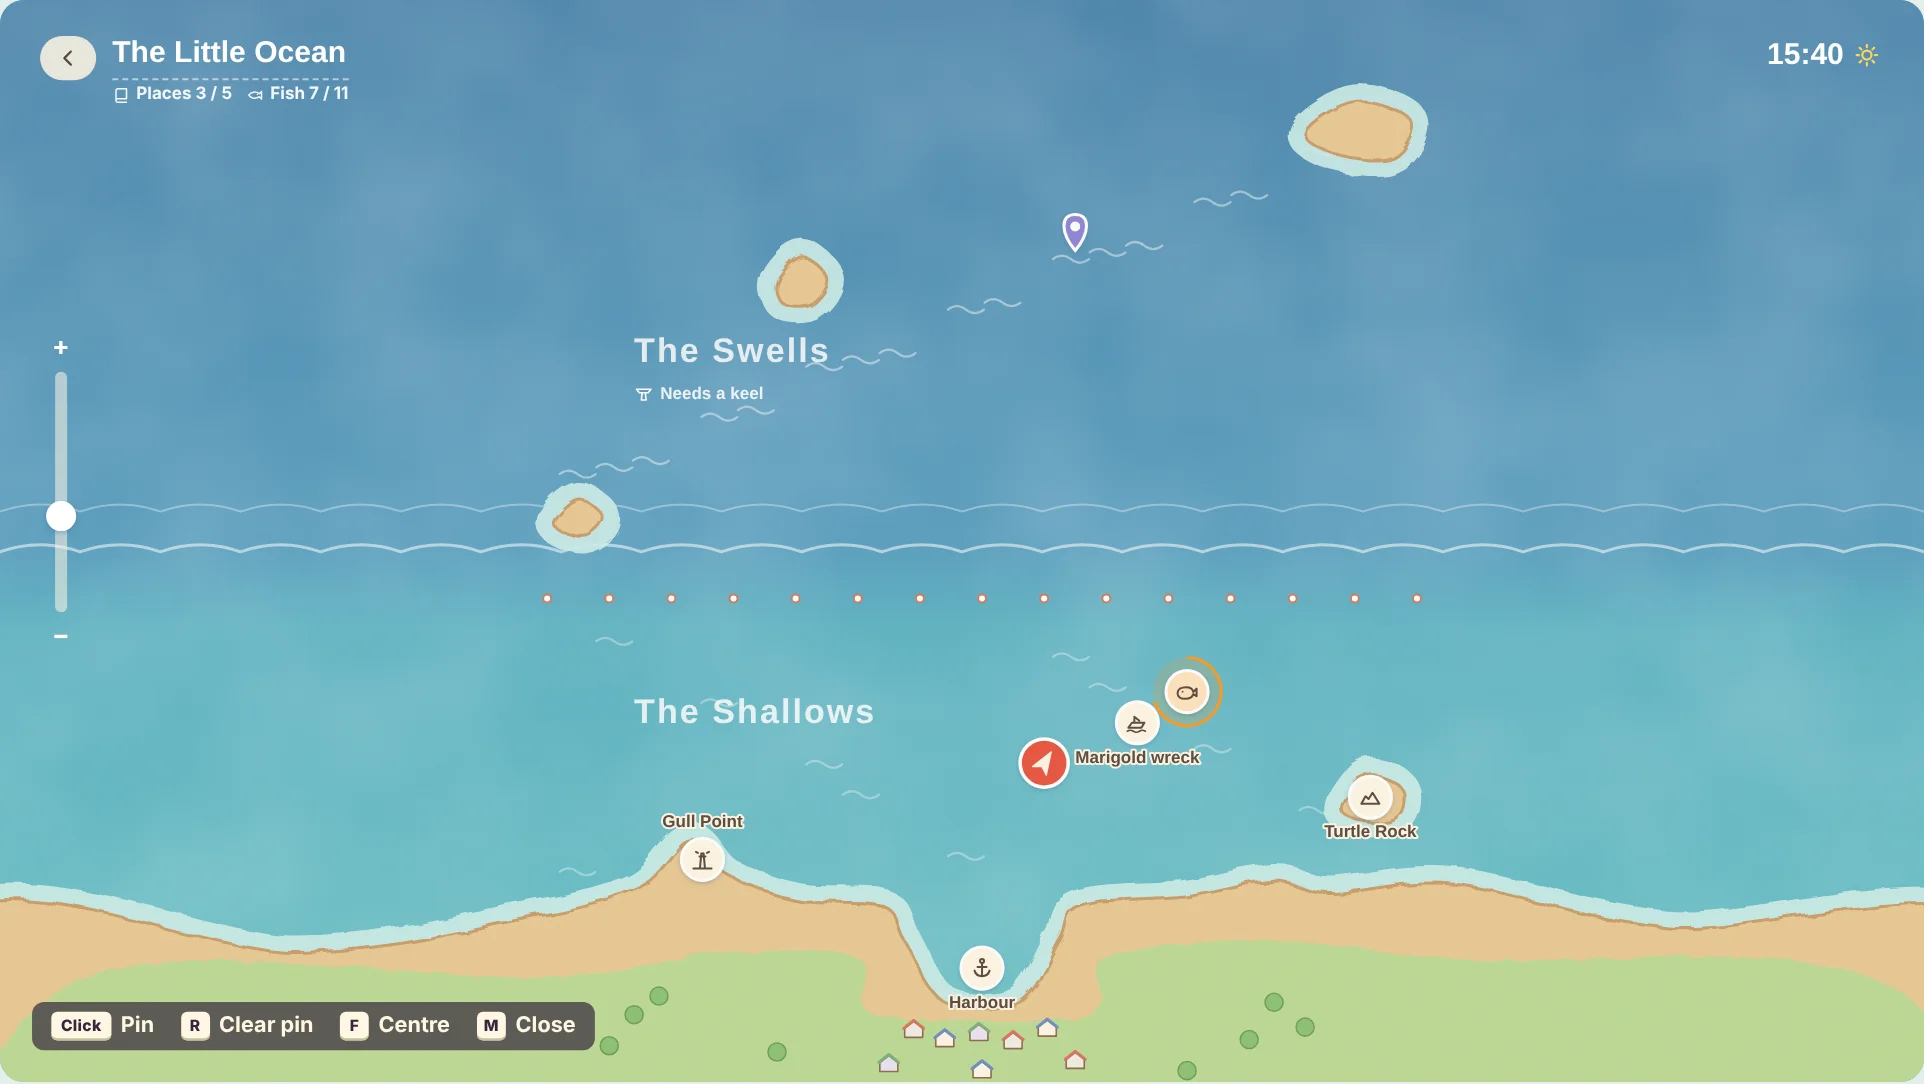 The Little Ocean
15:40
Places 3 / 5 Fish 7 / 11
+
The Swells
Needs a keel
−
The Shallows
Marigold wreck
Gull Point
Turtle Rock
Harbour
Click Pin R Clear pin F Centre M Close